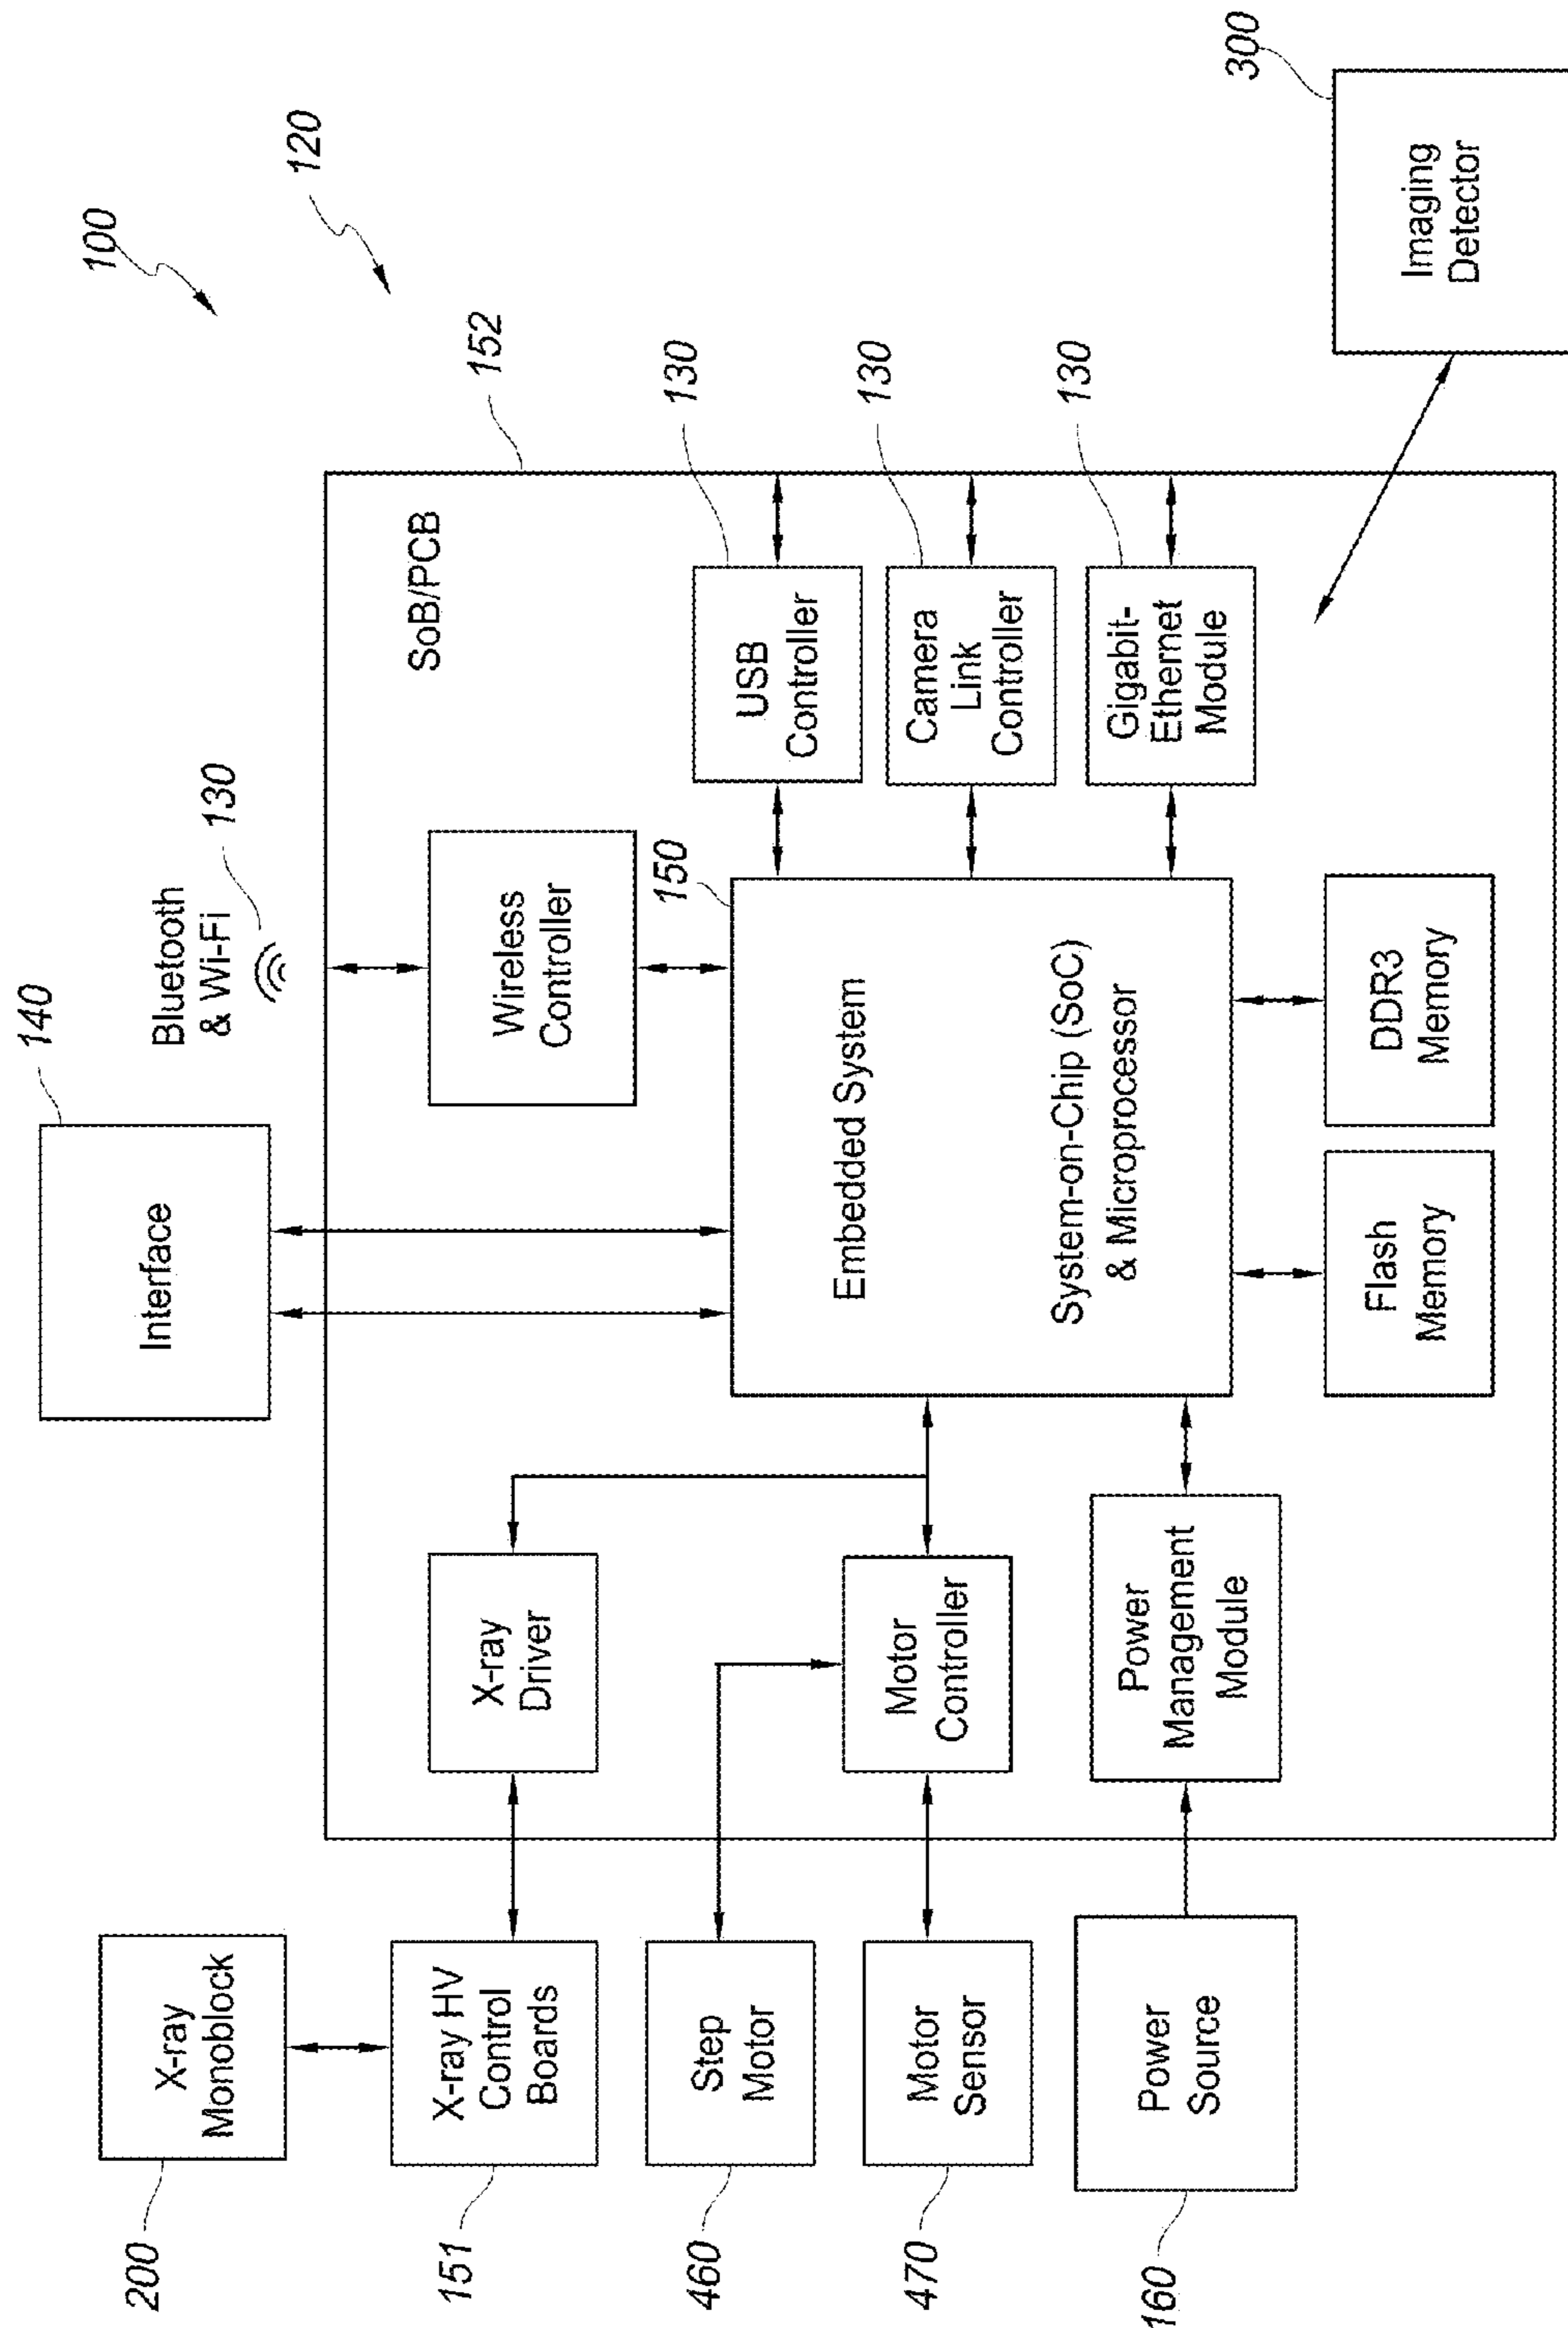 100
120
140
Interface
Bluetooth
& Wi-Fi
130
152
SoB/PCB
200
X-ray
Monoblock
151
X-ray HV
Control
Boards
X-ray
Driver
Wireless
Controller
150
460
Step
Motor
470
Motor
Sensor
Motor
Controller
Embedded System
System-on-Chip (SoC)
& Microprocessor
USB
Controller
130
Camera
Link
Controller
130
Gigabit-
Ethernet
Module
130
160
Power
Source
Power
Management
Module
Flash
Memory
DDR3
Memory
300
Imaging
Detector